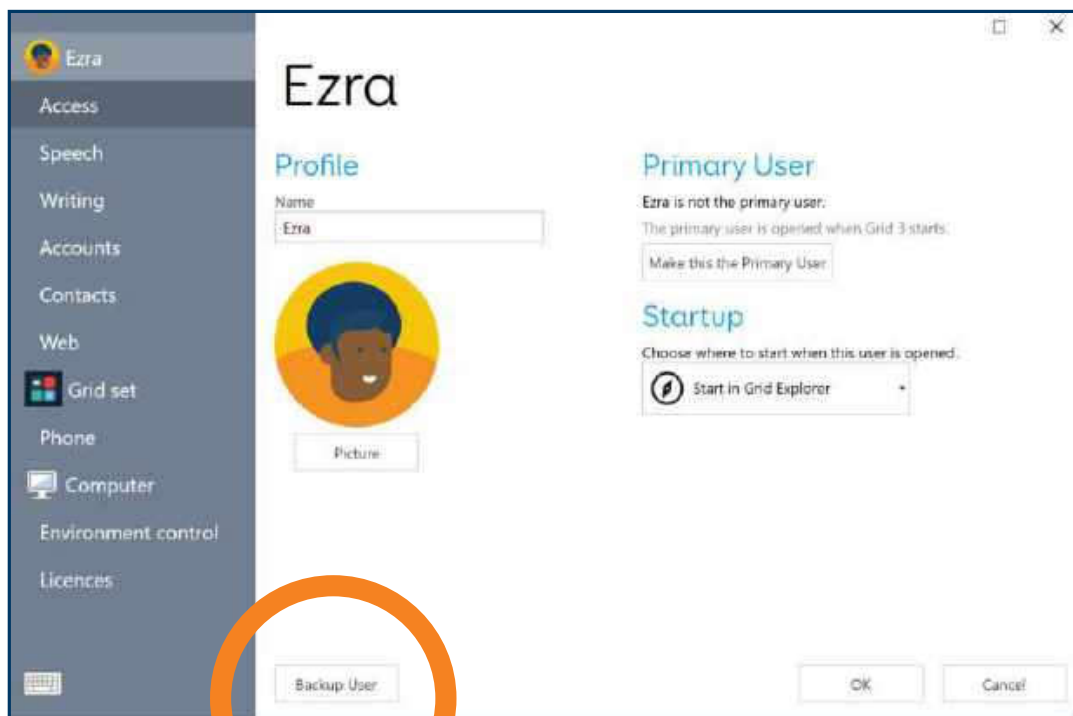 Ezra
Access
Speech
Writing
Accounts
Contacts
Web
Grid set
Phone
Computer
Environment control
Licences
Ezra
Profile
Name
Ezra
Picture
Primary User
Ezra is not the primary user.
The primary user is opened when Grid 3 starts.
Make this the Primary User
Startup
Choose where to start when this user is opened.
Start in Grid Explorer
Backup User
OK
Cancel